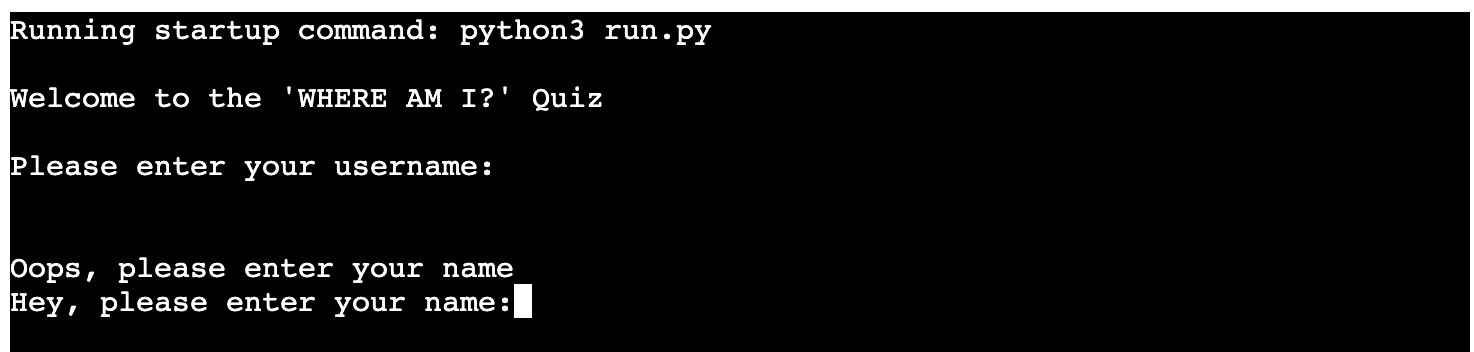 Running startup command: python3 run.py
Welcome to the 'WHERE AM I?' Quiz
Please enter your username:
Oops, please enter your name
Hey, please enter your name: